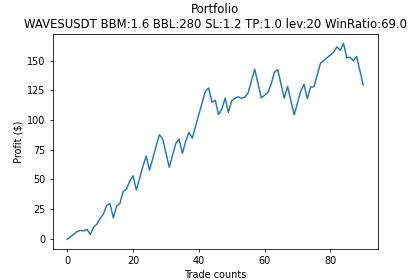 Portfolio
WAVESUSDT BBM:1.6 BBL:280 SL:1.2 TP:1.0 lev:20 WinRatio:69.0
150
125
100
75
50
25
0
Profit ($)
0 20 40 60 80
Trade counts